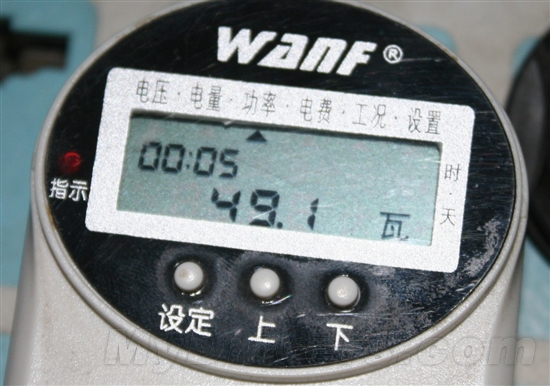 WANF®
电压·电量·功率·电费·工况·设置
00:05
49.1 瓦
时·天
指示
设定 上 下